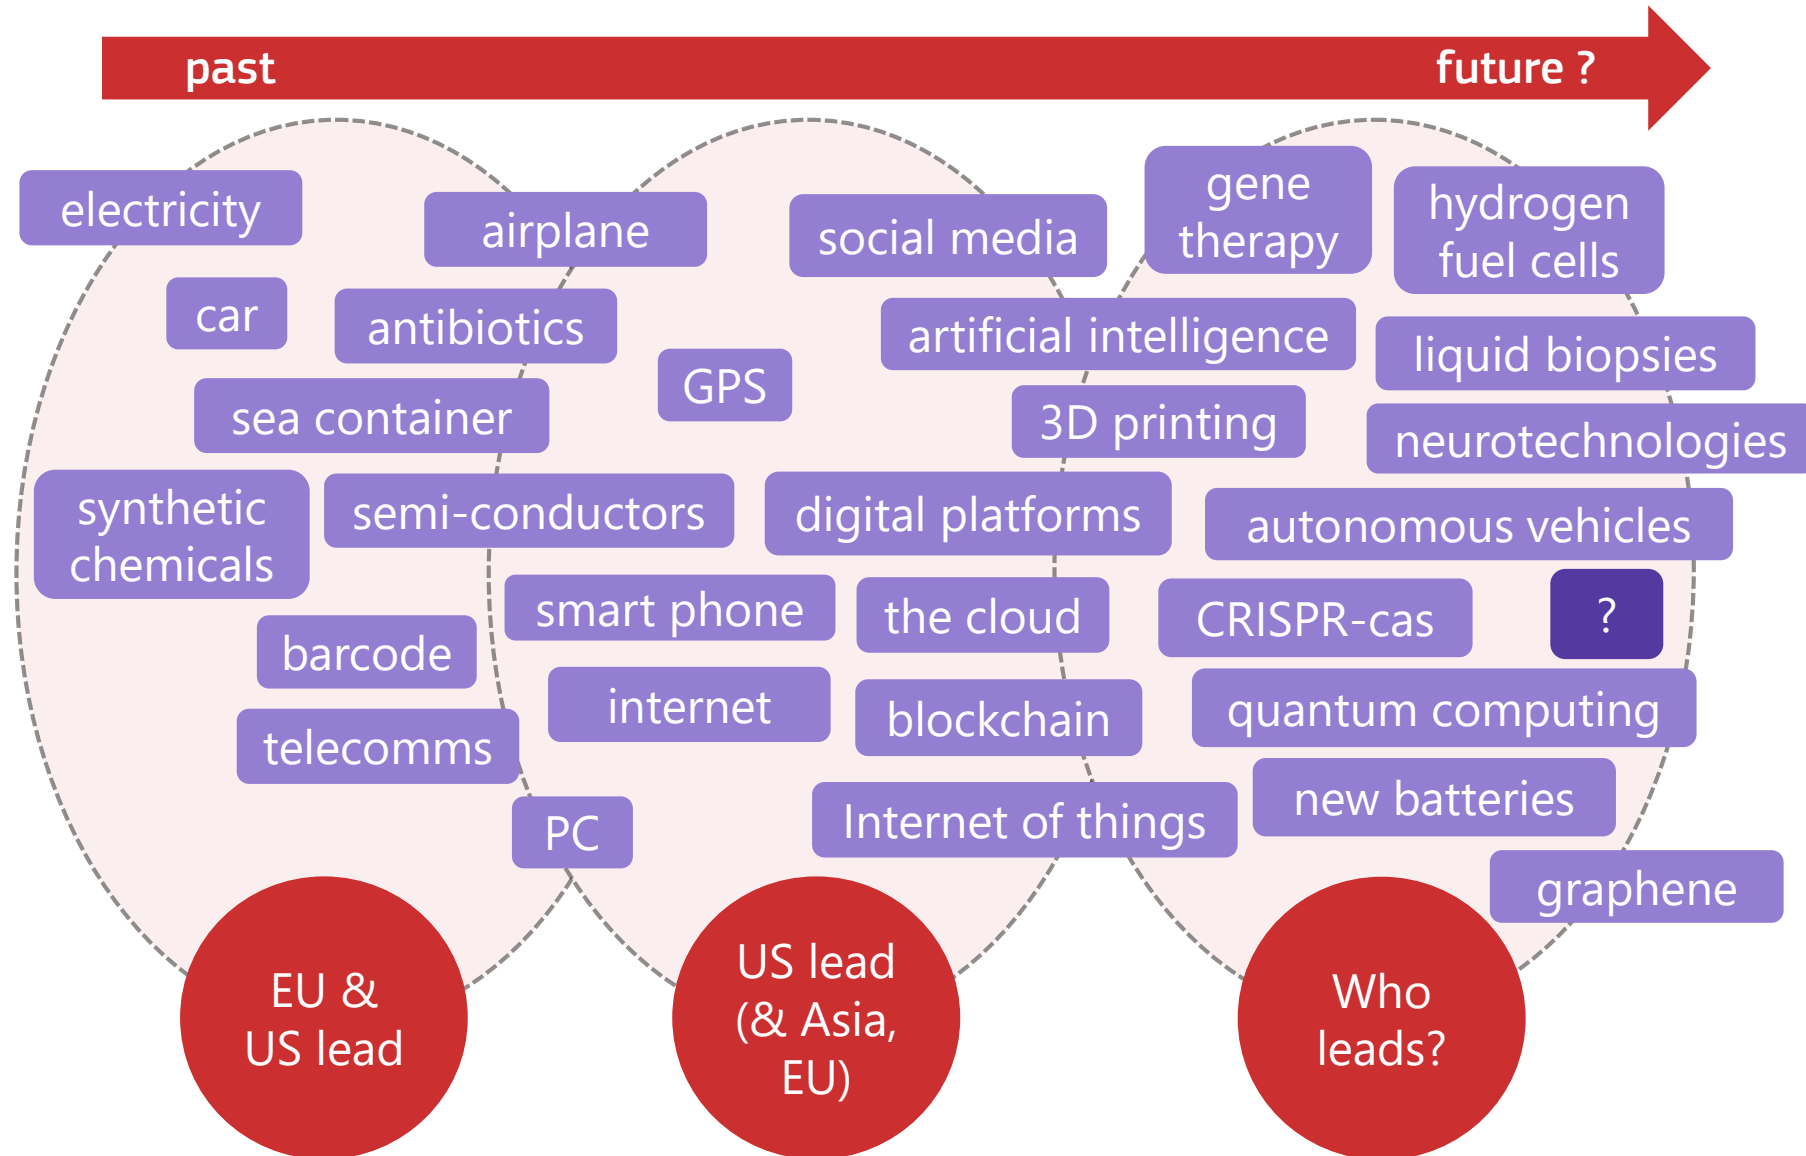 past
future ?
electricity
airplane
social media
gene
therapy
hydrogen
fuel cells
car
antibiotics
artificial intelligence
liquid biopsies
GPS
sea container
3D printing
neurotechnologies
synthetic
chemicals
semi-conductors
digital platforms
autonomous vehicles
smart phone
the cloud
CRISPR-cas
?
barcode
internet
blockchain
quantum computing
telecomms
PC
Internet of things
new batteries
graphene
EU &
US lead
US lead
(& Asia,
EU)
Who
leads?